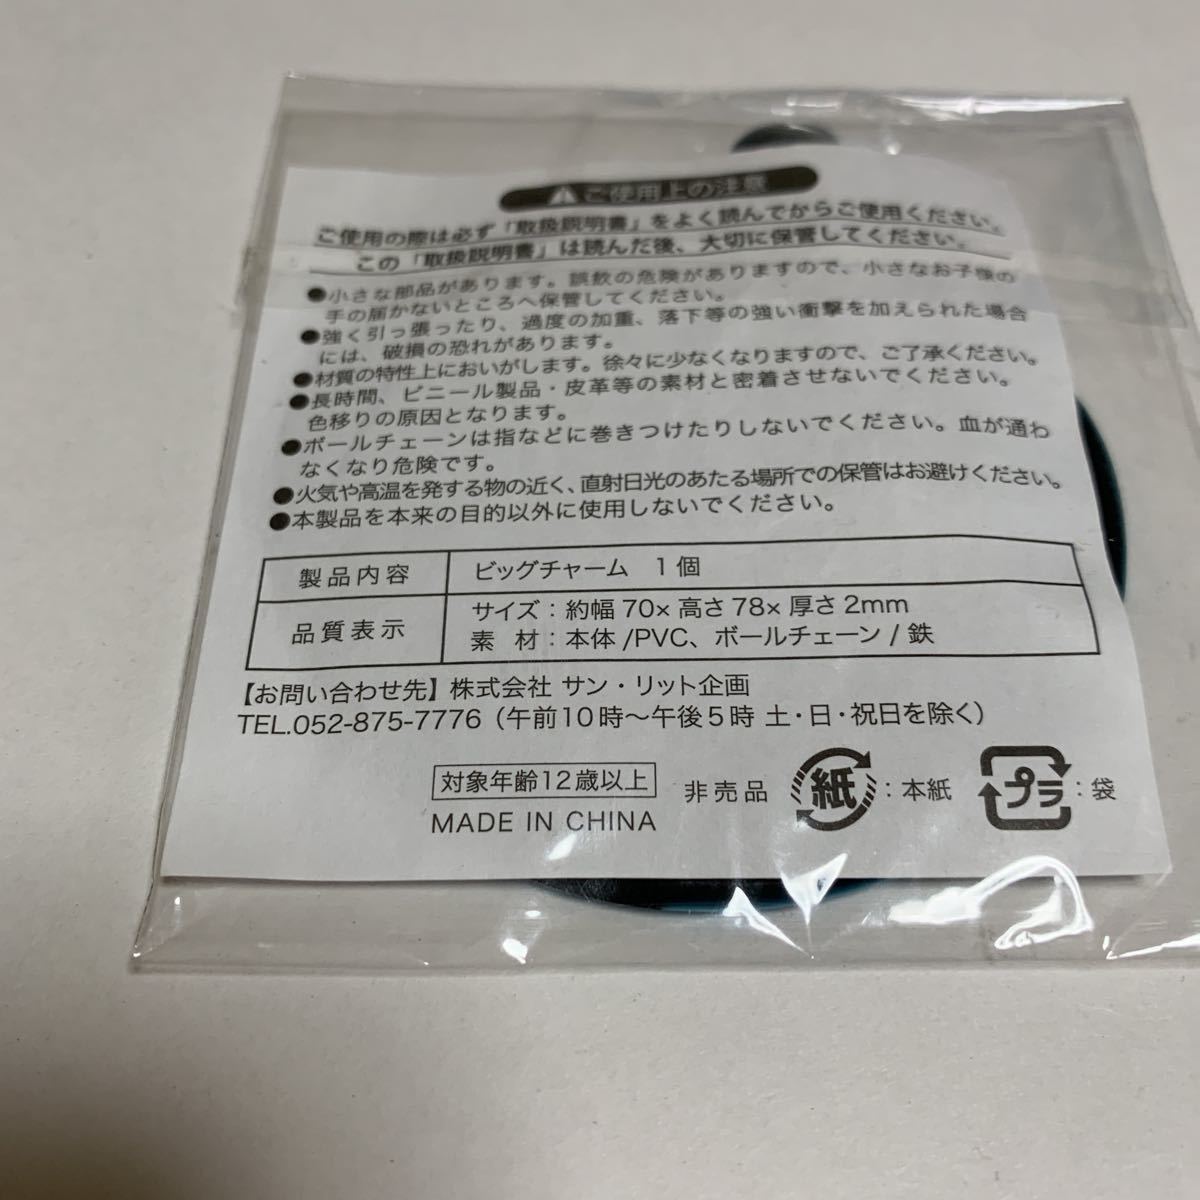 ⚠ご使用上の注意
ご使用の際は必ず「取扱説明書」をよく読んでからご使用ください。
この「取扱説明書」は読んだ後、大切に保管してください。
●小さな部品があります。誤飲の危険がありますので、小さなお子様の
手の届かないところへ保管してください。
●強く引っ張ったり、過度の加重、落下等の強い衝撃を加えられた場合
には、破損の恐れがあります。
●材質の特性上においがします。徐々に少なくなりますので、ご了承ください。
●長時間、ビニール製品・皮革等の素材と密着させないでください。
色移りの原因となります。
●ボールチェーンは指などに巻きつけたりしないでください。血が通わ
なくなり危険です。
●火気や高温を発する物の近く、直射日光のあたる場所での保管はお避けください。
●本製品を本来の目的以外に使用しないでください。
製品内容 ビッグチャーム 1個
品質表示 サイズ：約幅70×高さ78×厚さ2mm
素 材：本体/PVC、ボールチェーン/鉄
【お問い合わせ先】株式会社 サン・リット企画
TEL.052-875-7776（午前10時～午後5時 土・日・祝日を除く）
対象年齢12歳以上 非売品 紙：本紙 プラ：袋
MADE IN CHINA